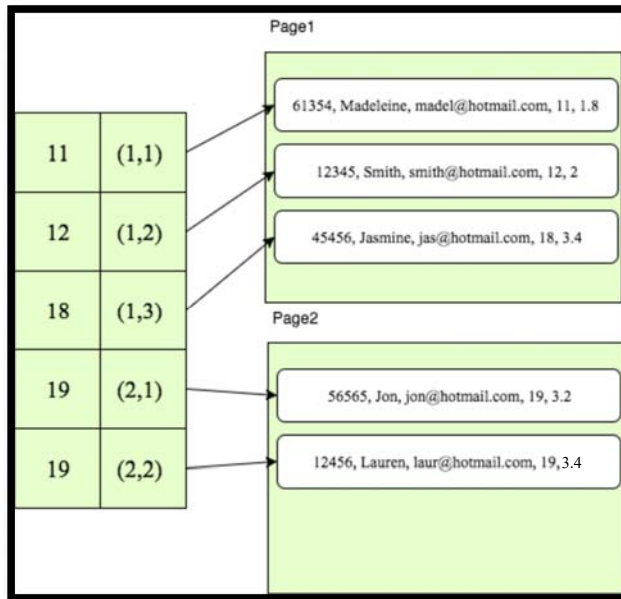 Page1
61354, Madeleine, madel@hotmail.com, 11, 1.8
11 (1,1)
12345, Smith, smith@hotmail.com, 12, 2
12 (1,2)
45456, Jasmine, jas@hotmail.com, 18, 3.4
18 (1,3)
Page2
19 (2,1)
56565, Jon, jon@hotmail.com, 19, 3.2
19 (2,2)
12456, Lauren, laur@hotmail.com, 19,3.4